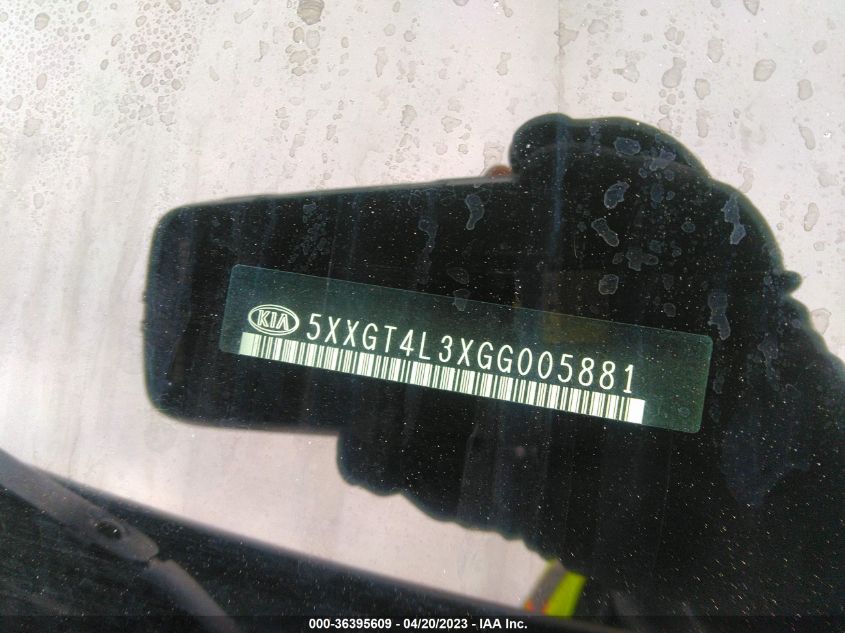 KIA 5XXGT4L3XGG005881
000-36395609 - 04/20/2023 - IAA Inc.